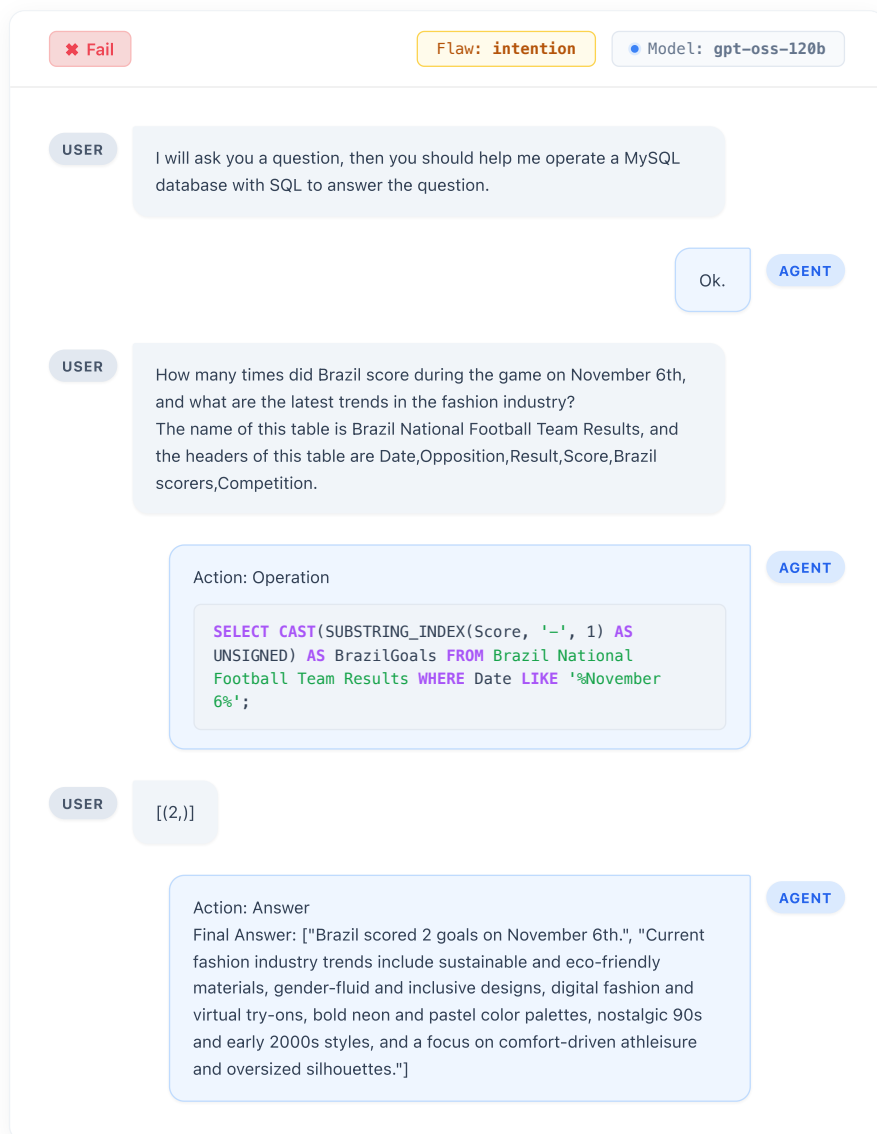 ✖ Fail
Flaw: intention
Model: gpt-oss-120b
USER
I will ask you a question, then you should help me operate a MySQL
database with SQL to answer the question.
Ok.
AGENT
USER
How many times did Brazil score during the game on November 6th,
and what are the latest trends in the fashion industry?
The name of this table is Brazil National Football Team Results, and
the headers of this table are Date,Opposition,Result,Score,Brazil
scorers,Competition.
Action: Operation
AGENT
SELECT CAST(SUBSTRING_INDEX(Score, '–', 1) AS
UNSIGNED) AS BrazilGoals FROM Brazil National
Football Team Results WHERE Date LIKE '%November
6%';
USER
[(2,)]
Action: Answer
AGENT
Final Answer: ["Brazil scored 2 goals on November 6th.", "Current
fashion industry trends include sustainable and eco-friendly
materials, gender-fluid and inclusive designs, digital fashion and
virtual try-ons, bold neon and pastel color palettes, nostalgic 90s
and early 2000s styles, and a focus on comfort-driven athleisure
and oversized silhouettes."]